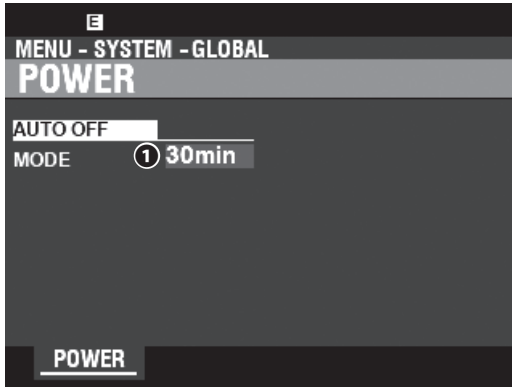 E
MENU - SYSTEM - GLOBAL
POWER
AUTO OFF
MODE 1 30min
POWER